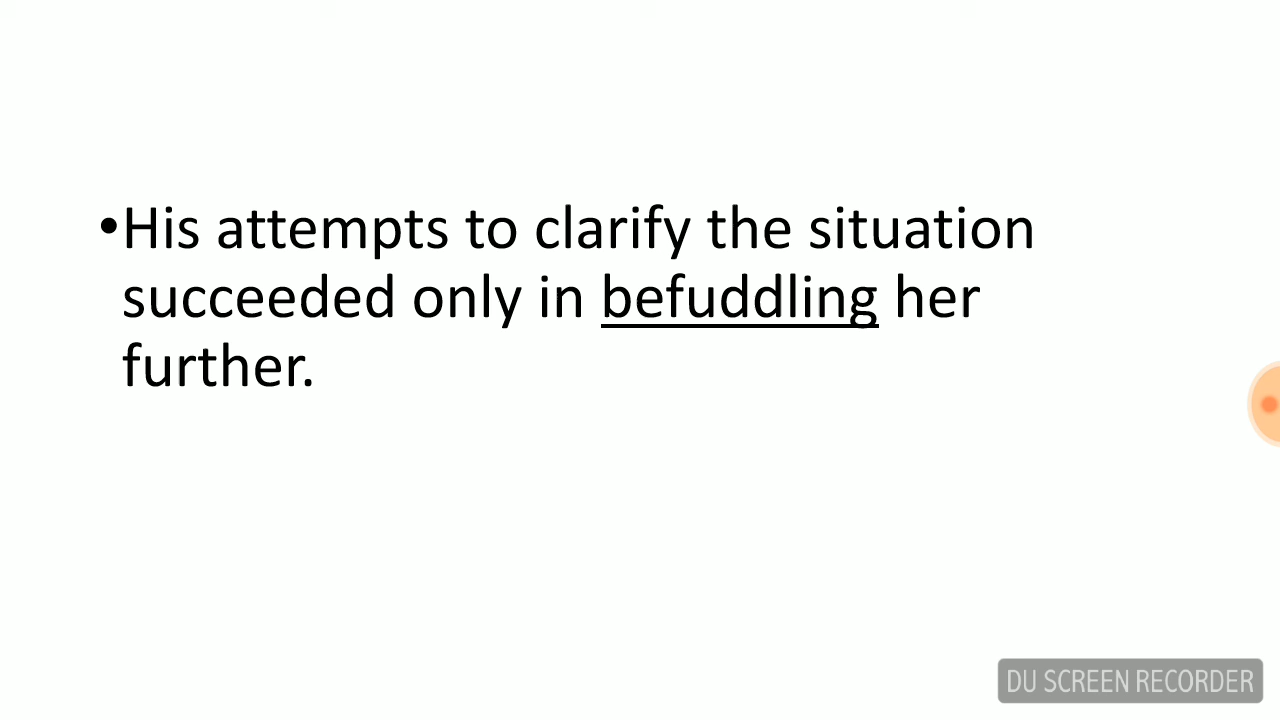 •His attempts to clarify the situation
succeeded only in befuddling her
further.
DU SCREEN RECORDER